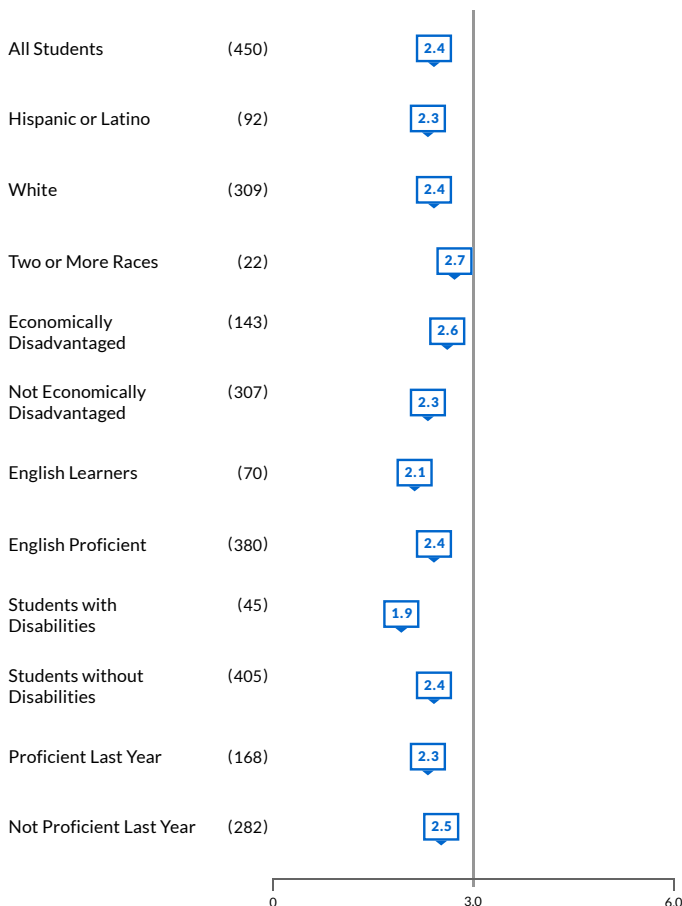 All Students (450) 2.4
Hispanic or Latino (92) 2.3
White (309) 2.4
Two or More Races (22) 2.7
Economically (143) 2.6
Disadvantaged
Not Economically (307) 2.3
Disadvantaged
English Learners (70) 2.1
English Proficient (380) 2.4
Students with (45) 1.9
Disabilities
Students without (405) 2.4
Disabilities
Proficient Last Year (168) 2.3
Not Proficient Last Year (282) 2.5
0 3.0 6.0